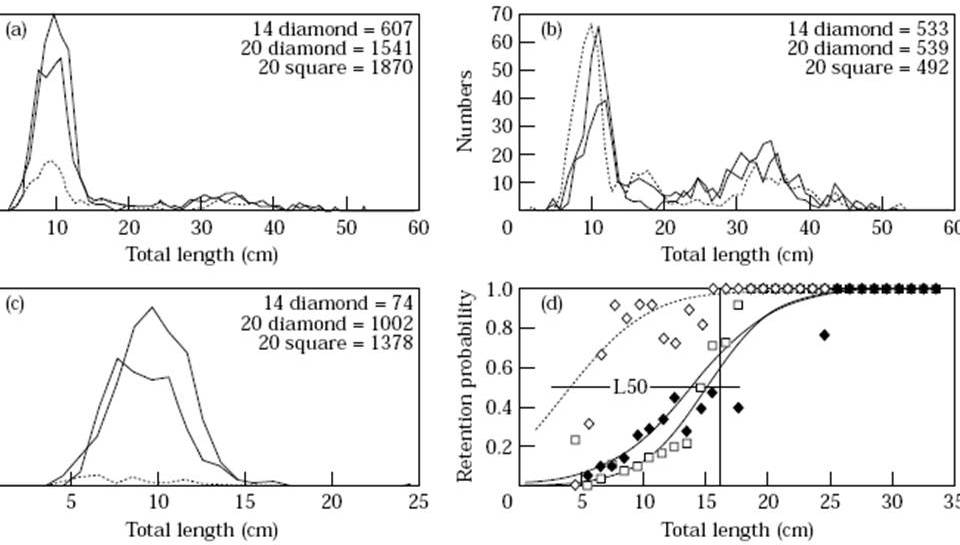 (a)
14 diamond = 607
20 diamond = 1541
20 square = 1870
10 20 30 40 50 60
Total length (cm)
(b)
14 diamond = 533
20 diamond = 539
20 square = 492
Numbers
70
60
50
40
30
20
10
0 10 20 30 40 50 60
Total length (cm)
(c)
14 diamond = 74
20 diamond = 1002
20 square = 1378
5 10 15 20 25
Total length (cm)
(d)
Retention probability
1.0
0.8
0.6
0.4
0.2
L50
0 5 10 15 20 25 30 35
Total length (cm)